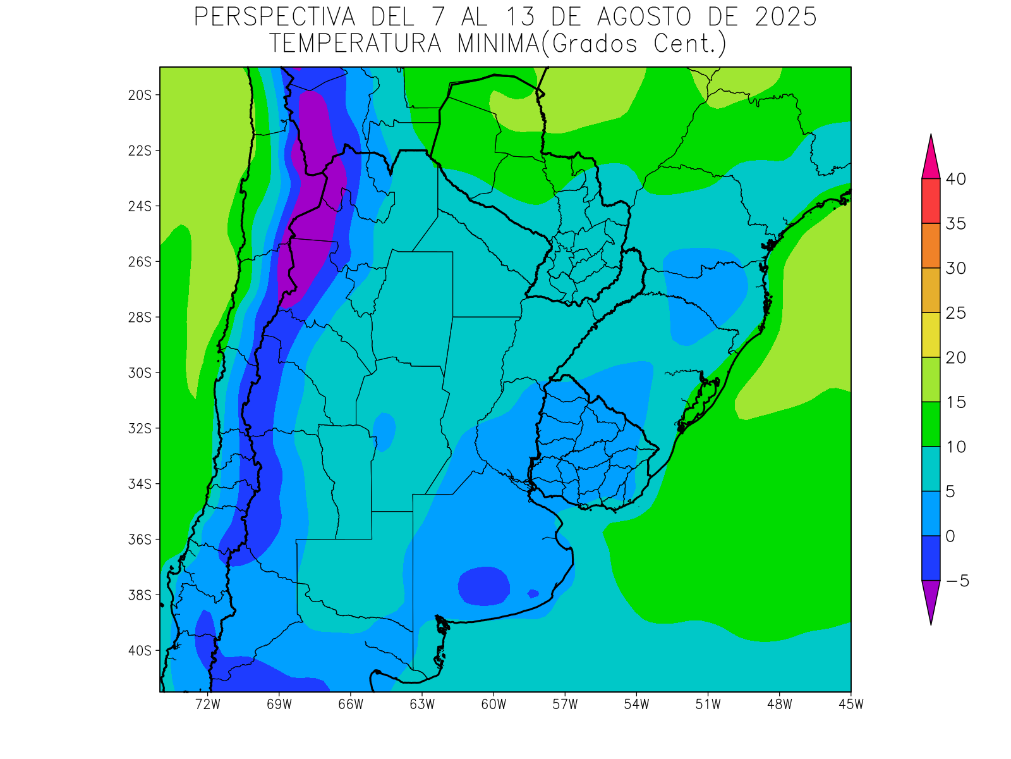 PERSPECTIVA DEL 7 AL 13 DE AGOSTO DE 2025
TEMPERATURA MINIMA(Grados Cent.)
20S
22S
24S
26S
28S
30S
32S
34S
36S
38S
40S
72W 69W 66W 63W 60W 57W 54W 51W 48W 45W
40
35
30
25
20
15
10
5
0
−5